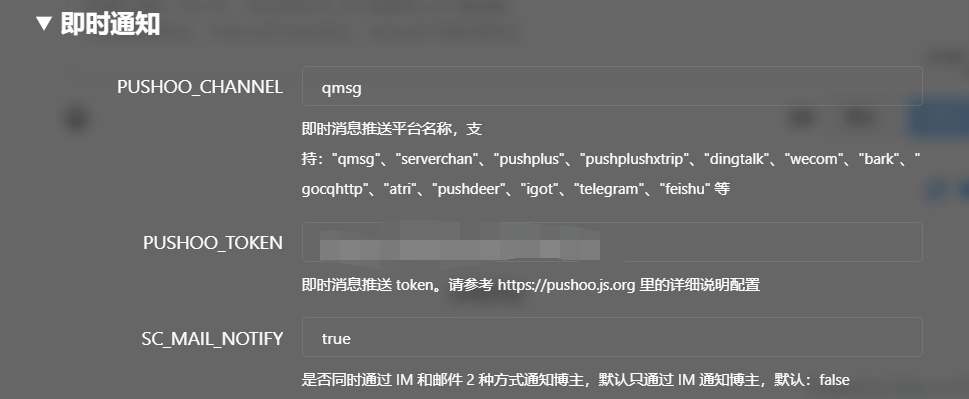 ▼ 即时通知
PUSHOO_CHANNEL
qmsg
即时消息推送平台名称，支
持："qmsg"、"serverchan"、"pushplus"、"pushplushxtrip"、"dingtalk"、"wecom"、"bark"、"
gocqhttp"、"atri"、"pushdeer"、"igot"、"telegram"、"feishu" 等
PUSHOO_TOKEN
即时消息推送 token。请参考 https://pushoo.js.org 里的详细说明配置
SC_MAIL_NOTIFY
true
是否同时通过 IM 和邮件 2 种方式通知博主，默认只通过 IM 通知博主，默认：false